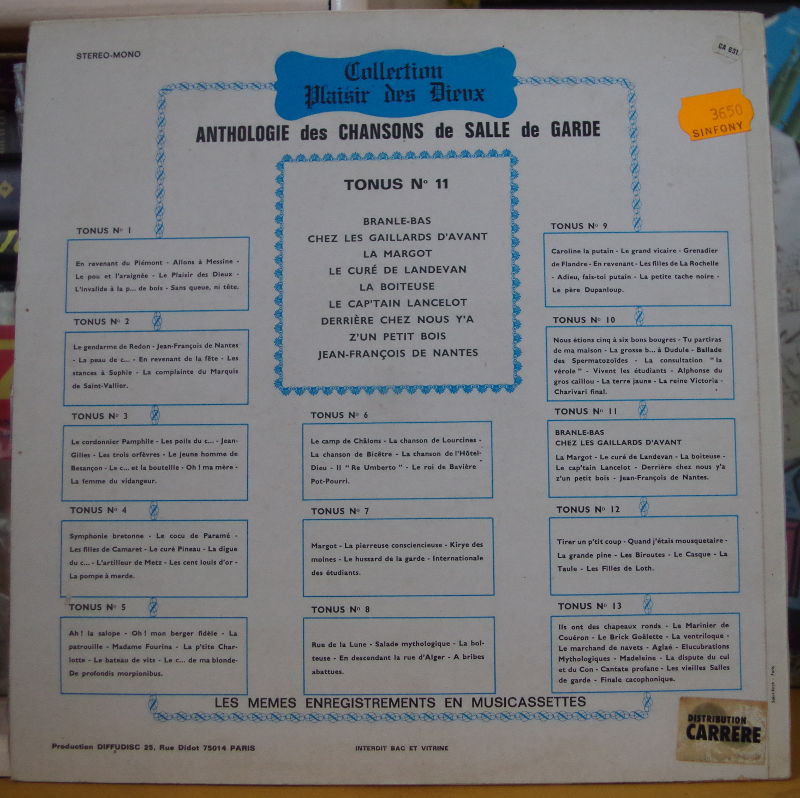 STEREO-MONO
CA 631
Collection
Plaisir des Dieux
3650
SINFONY
ANTHOLOGIE des CHANSONS de SALLE de GARDE
TONUS No 11
BRANLE-BAS
CHEZ LES GAILLARDS D'AVANT
LA MARGOT
LE CURÉ DE LANDEVAN
LA BOITEUSE
LE CAP'TAIN LANCELOT
DERRIÈRE CHEZ NOUS Y'A
Z'UN PETIT BOIS
JEAN-FRANÇOIS DE NANTES
TONUS No 1
En revenant du Piémont - Allons à Messine -
Le pou et l'araignée - Le Plaisir des Dieux -
L'invalide à la p... de bois - Sans queue, ni tête.
TONUS No 2
Le gendarme de Redon - Jean-François de Nantes
- La peau de c... - En revenant de la fête - Les
stances à Sophie - La complainte du Marquis
de Saint-Vallier.
TONUS No 3
Le cordonnier Pamphile - Les poils du c... - Jean-
Gilles - Les trois orfèvres - Le jeune homme de
Besançon - Le c... et la bouteille - Oh ! ma mère -
La femme du vidangeur.
TONUS No 4
Symphonie bretonne - Le cocu de Paramé -
Les filles de Camaret - Le curé Pineau - La digue
du c... - L'artilleur de Metz - Les cent louis d'or -
La pompe à merde.
TONUS No 5
Ah ! la salope - Oh ! mon berger fidèle - La
patrouille - Madame Fourina - La p'tite Char-
lotte - Le bateau de vits - Le c... de ma blonde-
De profondis morpionibus.
TONUS No 6
Le camp de Châlons - La chanson de Lourcines -
La chanson de Bicêtre - La chanson de l'Hôtel-
Dieu - Il "Re Umberto" - Le roi de Bavière
Pot-Pourri.
TONUS No 7
Margot - La pierreuse consciencieuse - Kirye des
moines - Le hussard de la garde - Internationale
des étudiants.
TONUS No 8
Rue de la Lune - Salade mythologique - La boi-
teuse - En descendant la rue d'Alger - A bribes
abattues.
TONUS No 9
Caroline la putain - Le grand vicaire - Grenadier
de Flandre - En revenant - Les filles de La Rochelle
- Adieu, fais-toi putain - La petite tache noire -
Le père Dupanloup.
TONUS No 10
Nous étions cinq à six bons bougres - Tu partiras
de ma maison - La grosse b... à Dudule - Ballade
des Spermatozoïdes - La consultation "la
vérole" - Vivent les étudiants - Alphonse du
gros caillou - La terre jaune - La reine Victoria -
Charivari final.
TONUS No 11
BRANLE-BAS
CHEZ LES GAILLARDS D'AVANT
La Margot - Le curé de Landevan - La boiteuse -
Le cap'tain Lancelot - Derrière chez nous y'a
z'un petit bois - Jean-François de Nantes.
TONUS No 12
Tirer un p'tit coup - Quand j'étais mousquetaire -
La grande pine - Les Biroutes - Le Casque - La
Taule - Les Filles de Loth.
TONUS No 13
Ils ont des chapeaux ronds - Le Marinier de
Couëron - Le Brick Goëlette - La ventriloque -
Le marchand de navets - Aglaé - Elucubrations
Mythologiques - Madeleine - La dispute du cul
et du Con - Cantate profane - Les vieilles Salles
de garde - Finale cacophonique.
LES MEMES ENREGISTREMENTS EN MUSICASSETTES
DISTRIBUTION
CARRERE
Production DIFFUDISC 25, Rue Didot 75014 PARIS
INTERDIT BAC ET VITRINE